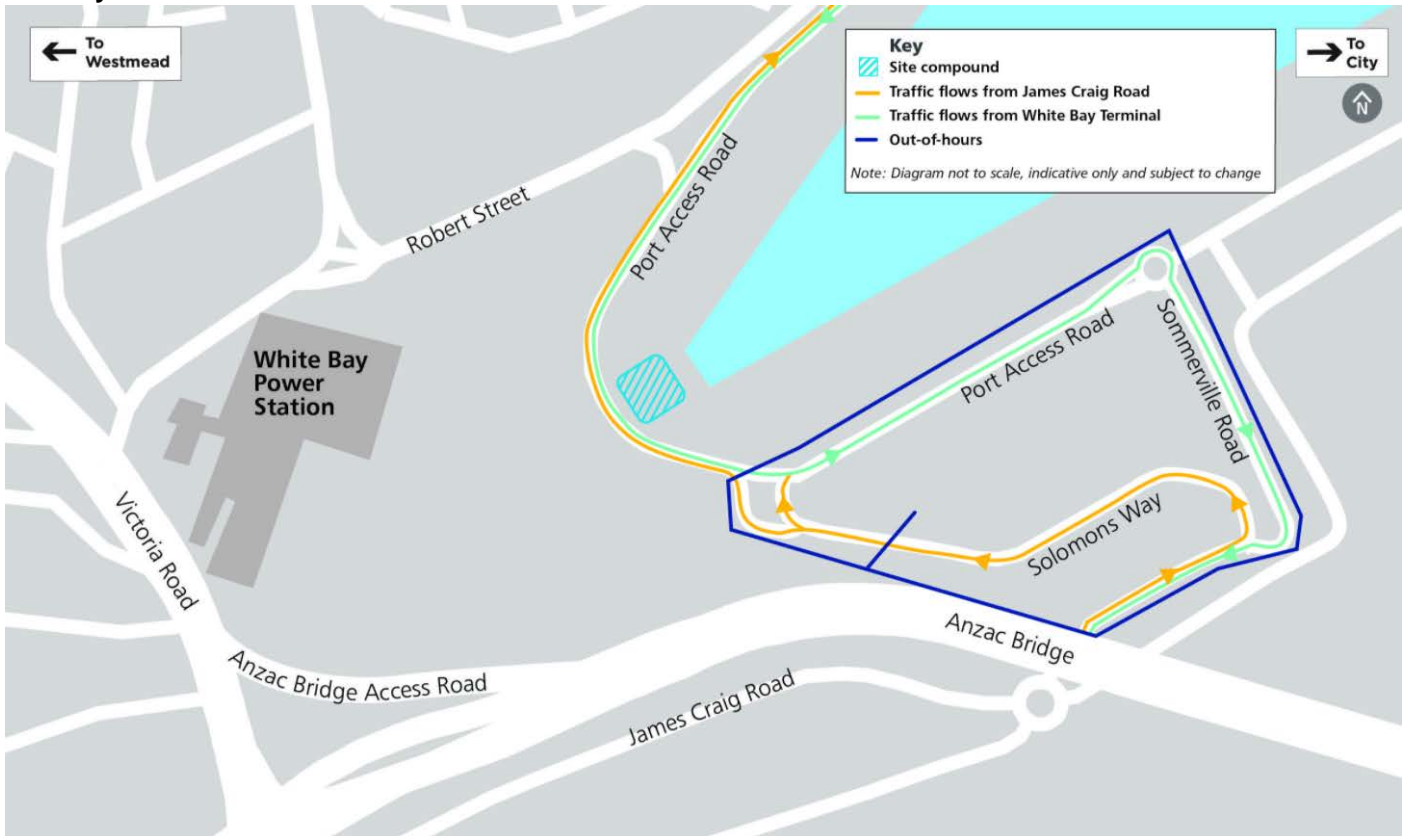 To
Westmead
Key
Site compound
Traffic flows from James Craig Road
Traffic flows from White Bay Terminal
Out-of-hours
Note: Diagram not to scale, indicative only and subject to change
To
City
N
Robert Street
Port Access Road
White Bay
Power
Station
Port Access Road
Sommerville Road
Solomons Way
Victoria Road
Anzac Bridge
Anzac Bridge Access Road
James Craig Road